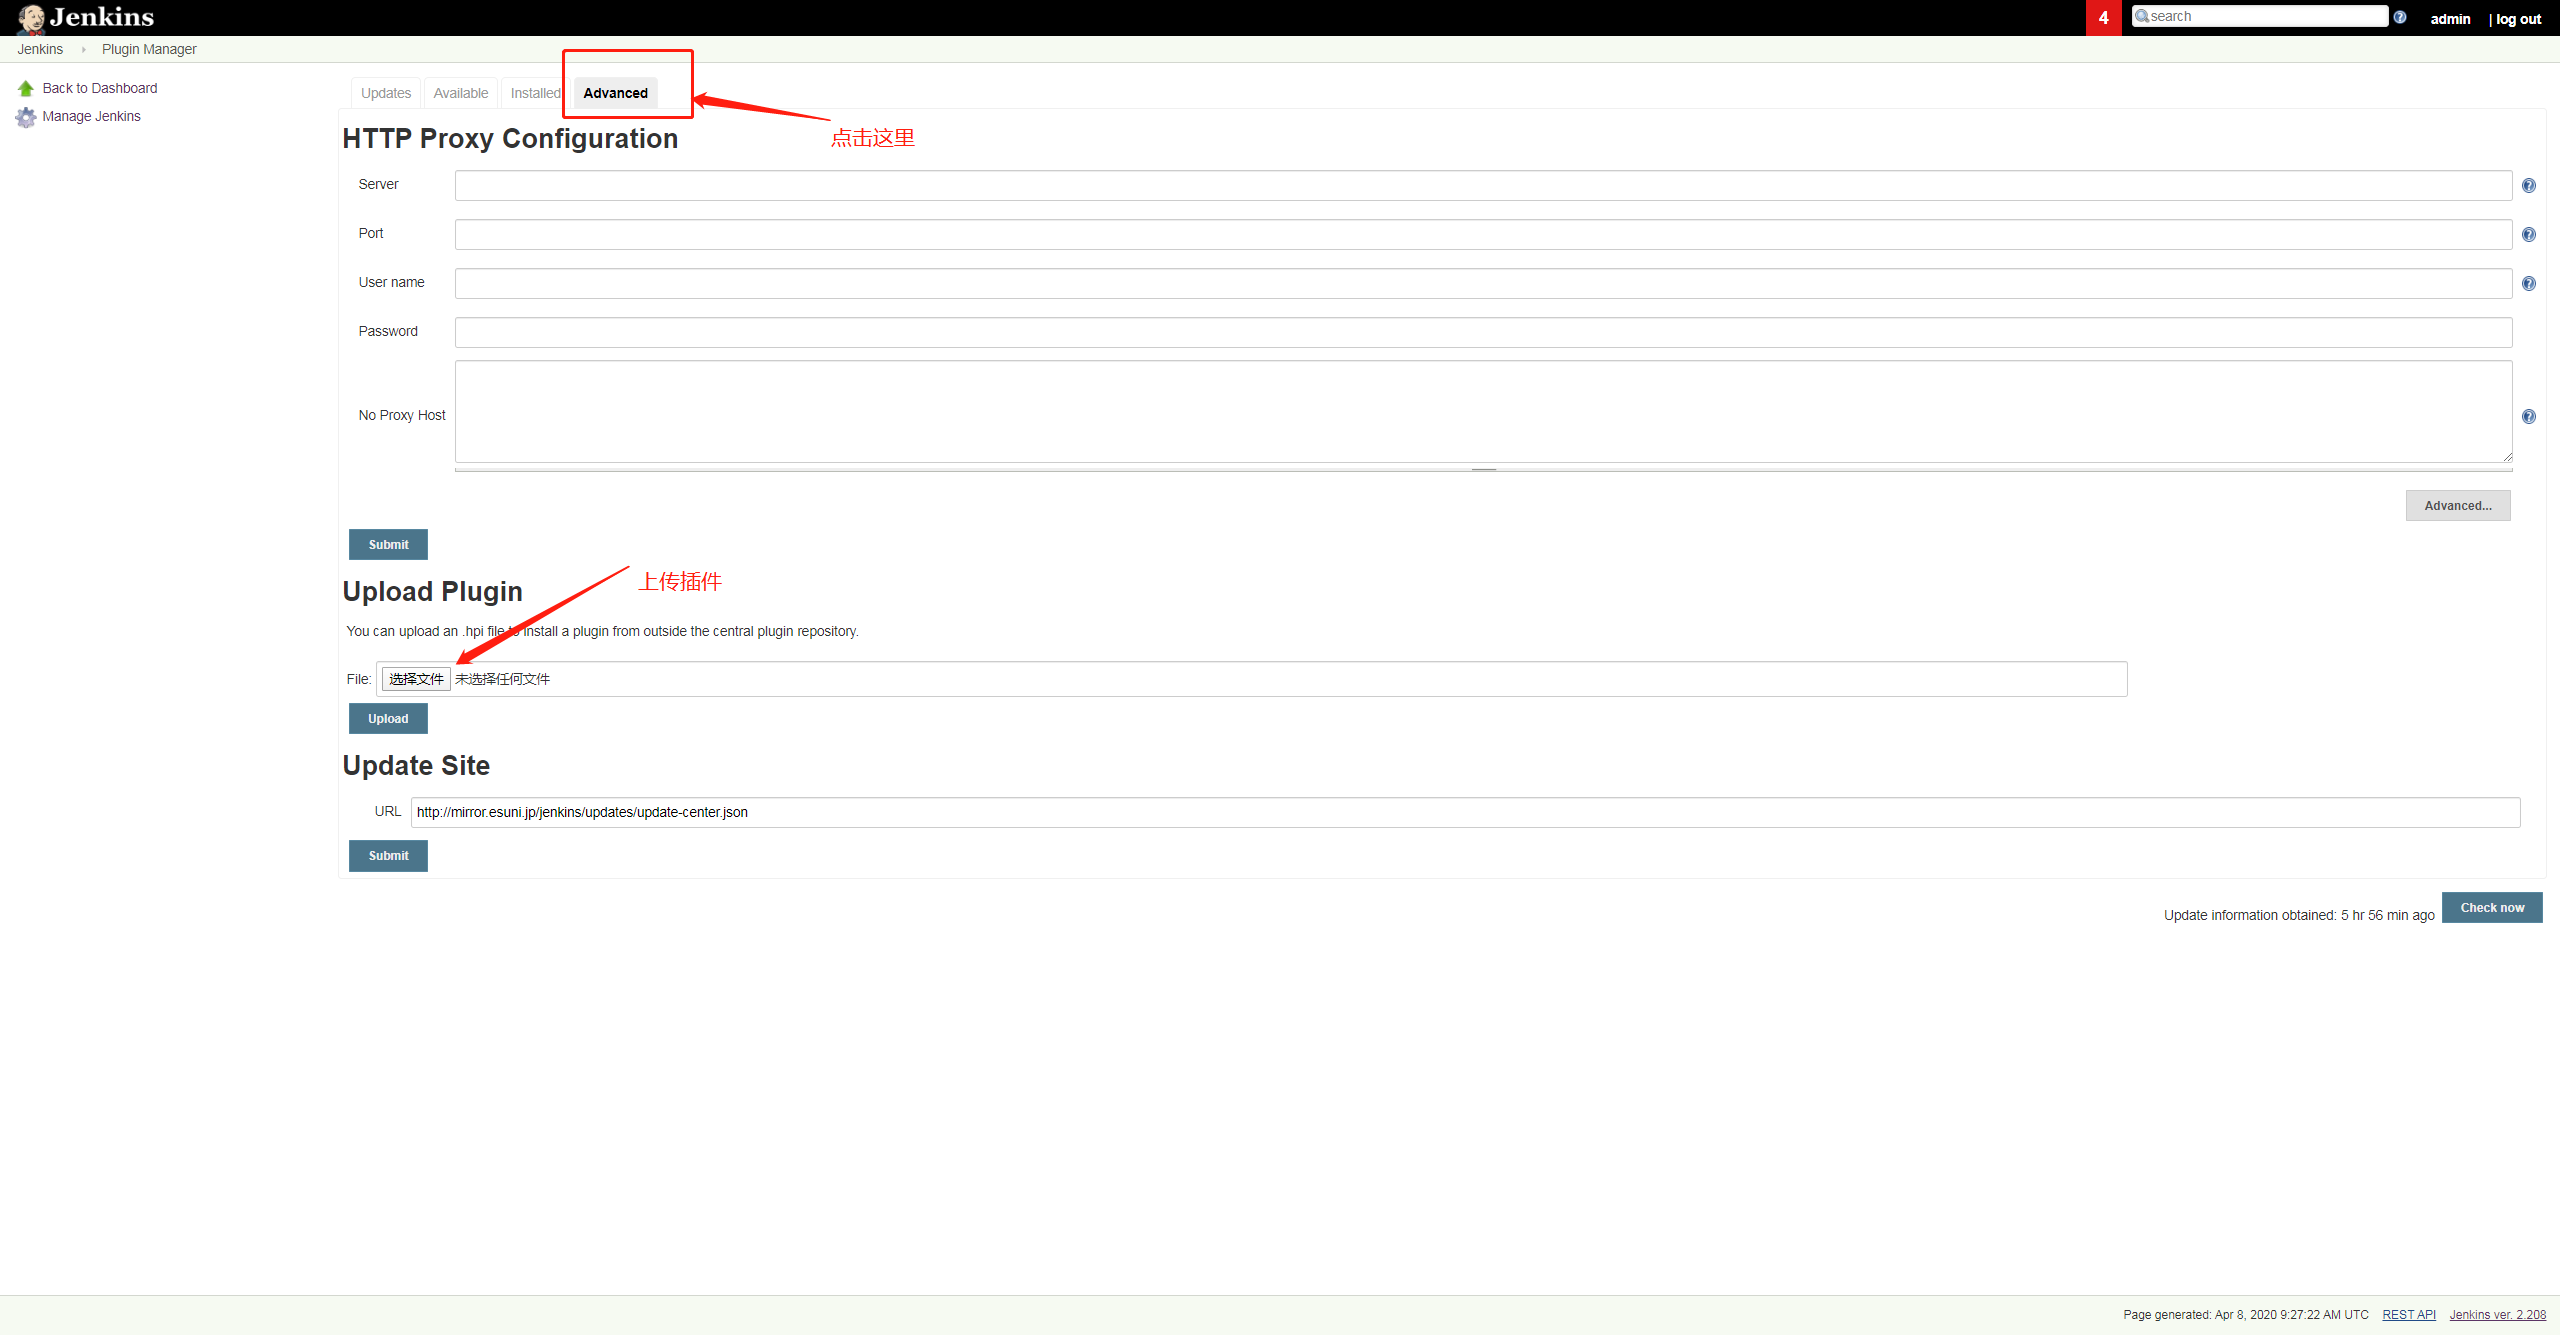 Jenkins
4
search
admin
| log out
Jenkins
Plugin Manager
Back to Dashboard
Manage Jenkins
Updates
Available
Installed
Advanced
点击这里
HTTP Proxy Configuration
Server
Port
User name
Password
No Proxy Host
Advanced...
Submit
上传插件
Upload Plugin
You can upload an .hpi file to install a plugin from outside the central plugin repository.
File: 选择文件 未选择任何文件
Upload
Update Site
URL http://mirror.esuni.jp/jenkins/updates/update-center.json
Submit
Update information obtained: 5 hr 56 min ago
Check now
Page generated: Apr 8, 2020 9:27:22 AM UTC REST API Jenkins ver. 2.208